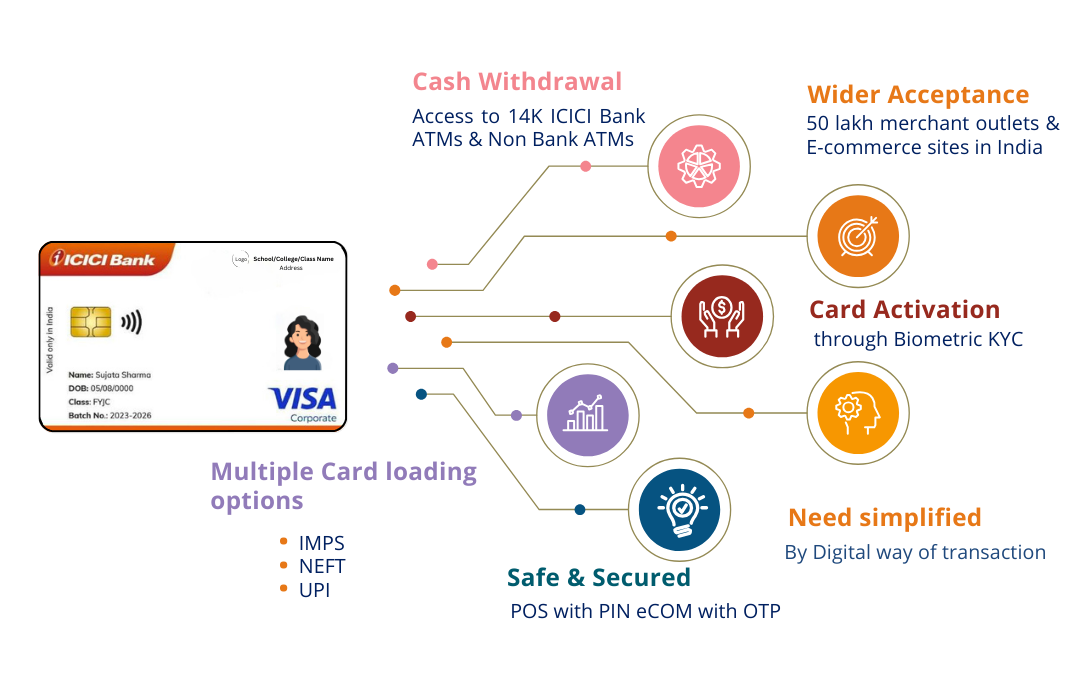 Cash Withdrawal
Access to 14K ICICI Bank
ATMs & Non Bank ATMs
Wider Acceptance
50 lakh merchant outlets &
E-commerce sites in India
ICICI Bank
Logo
School/College/Class Name
Address
Valid only in India
Name: Sujata Sharma
DOB: 05/08/0000
Class: FYJC
Batch No.: 2023-2026
VISA
Corporate
Card Activation
through Biometric KYC
Multiple Card loading
options
• IMPS
• NEFT
• UPI
Need simplified
By Digital way of transaction
Safe & Secured
POS with PIN eCOM with OTP